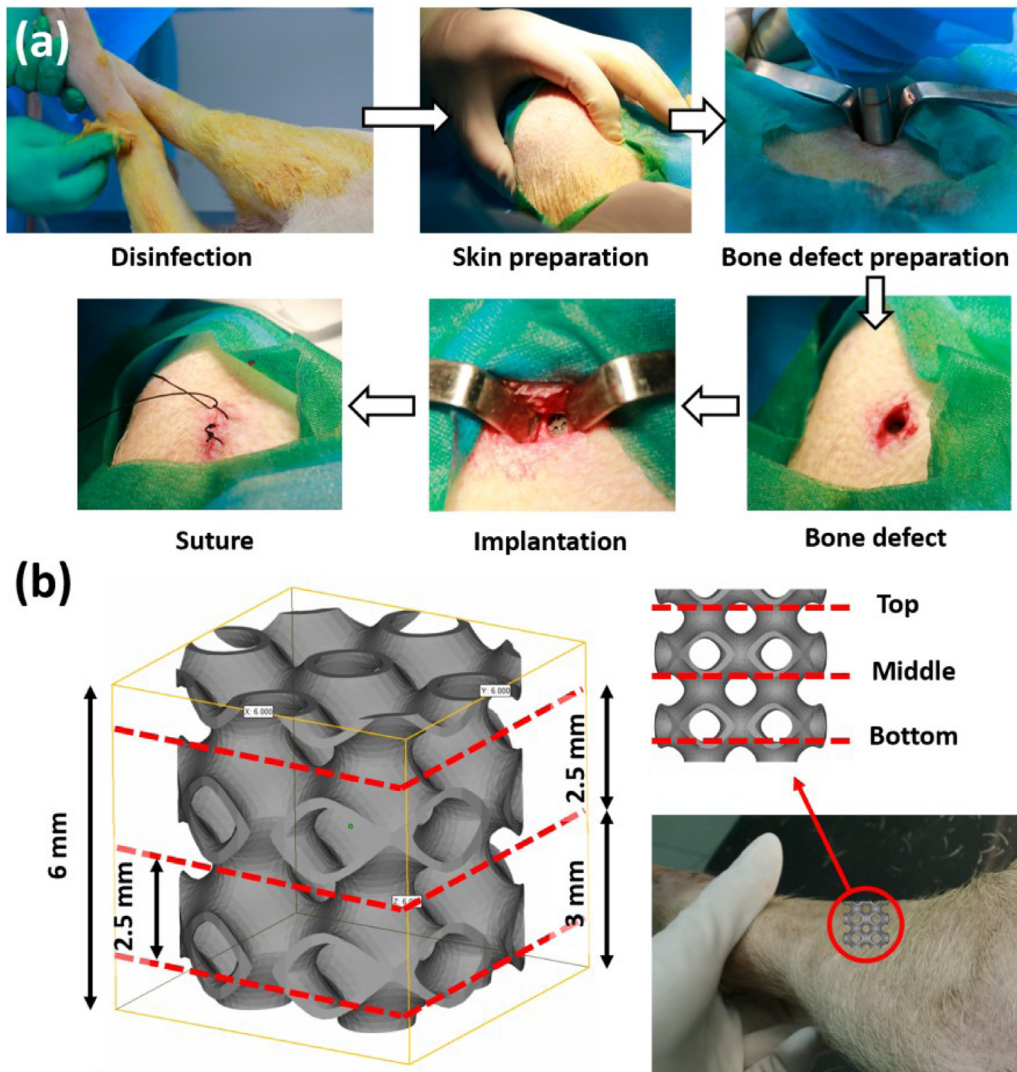 (a)
Disinfection
Skin preparation
Bone defect preparation
Suture
Implantation
Bone defect
(b)
Top
Middle
Bottom
X: 6.000
Y: 6.000
6 mm
2.5 mm
2.5 mm
3 mm